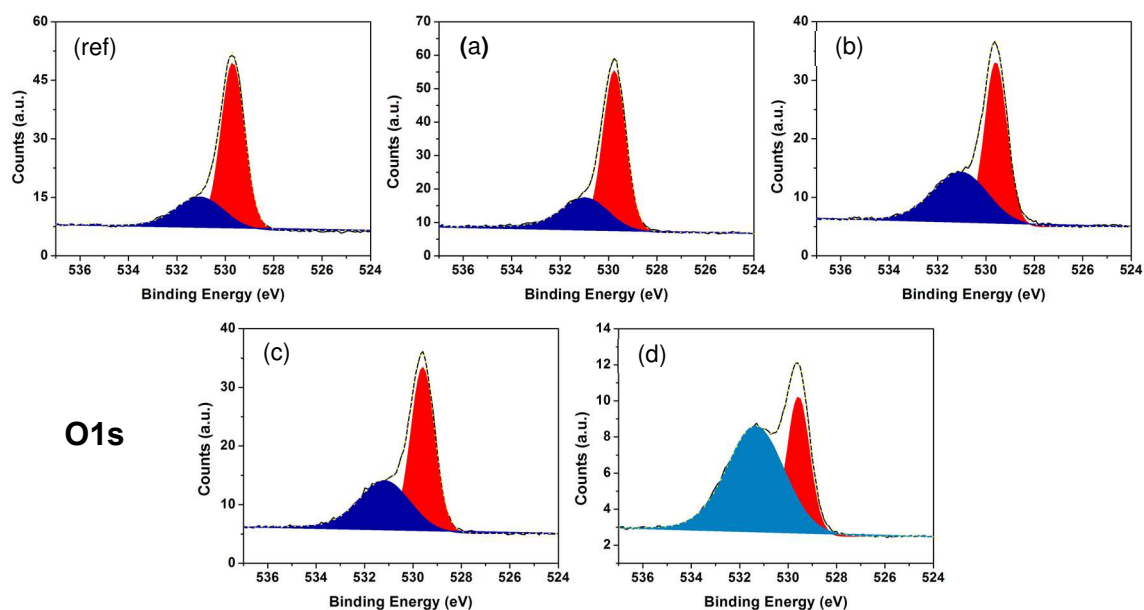 (ref)
60
45
30
15
0
536 534 532 530 528 526 524
Counts (a.u.)
Binding Energy (eV)
(a)
70
60
50
40
30
20
10
0
536 534 532 530 528 526 524
Counts (a.u.)
Binding Energy (eV)
(b)
40
30
20
10
0
536 534 532 530 528 526 524
Counts (a.u.)
Binding Energy (eV)
O1s
(c)
40
30
20
10
0
536 534 532 530 528 526 524
Counts (a.u.)
Binding Energy (eV)
(d)
14
12
10
8
6
4
2
536 534 532 530 528 526 524
Counts (a.u.)
Binding Energy (eV)